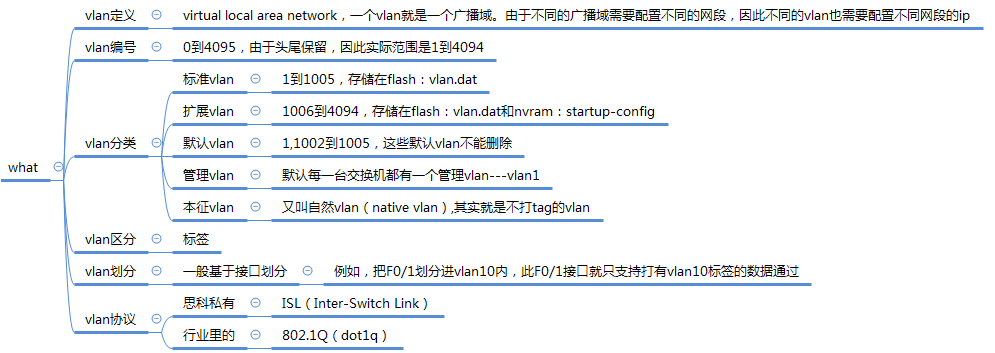 what
vlan定义
virtual local area network，一个vlan就是一个广播域。由于不同的广播域需要配置不同的网段，因此不同的vlan也需要配置不同网段的ip
vlan编号
0到4095，由于头尾保留，因此实际范围是1到4094
vlan分类
标准vlan
1到1005，存储在flash：vlan.dat
扩展vlan
1006到4094，存储在flash：vlan.dat和nvram：startup-config
默认vlan
1,1002到1005，这些默认vlan不能删除
管理vlan
默认每一台交换机都有一个管理vlan---vlan1
本征vlan
又叫自然vlan（native vlan）,其实就是不打tag的vlan
vlan区分
标签
vlan划分
一般基于接口划分
例如，把F0/1划分进vlan10内，此F0/1接口就只支持打有vlan10标签的数据通过
vlan协议
思科私有
ISL（Inter-Switch Link）
行业里的
802.1Q（dot1q）